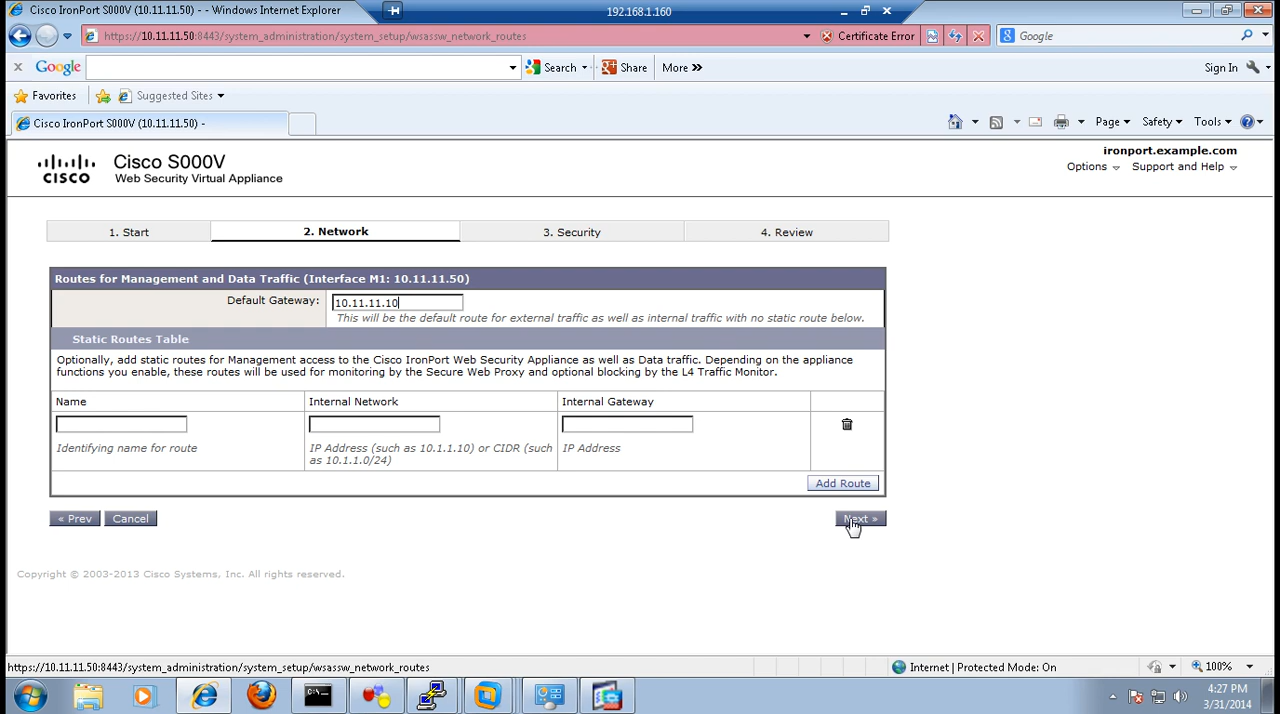 Cisco IronPort S000V (10.11.11.50) - - Windows Internet Explorer
192.168.1.160
https://10.11.11.50:8443/system_administration/system_setup/wsassw_network_routes
Certificate Error
Google
Google
Search
Share
More »
Sign In
Favorites
Suggested Sites
Cisco IronPort S000V (10.11.11.50) -
Page
Safety
Tools
CISCO
Cisco S000V
Web Security Virtual Appliance
ironport.example.com
Options
Support and Help
1. Start
2. Network
3. Security
4. Review
Routes for Management and Data Traffic (Interface M1: 10.11.11.50)
Default Gateway:
10.11.11.10
This will be the default route for external traffic as well as internal traffic with no static route below.
Static Routes Table
Optionally, add static routes for Management access to the Cisco IronPort Web Security Appliance as well as Data traffic. Depending on the appliance
functions you enable, these routes will be used for monitoring by the Secure Web Proxy and optional blocking by the L4 Traffic Monitor.
Name
Internal Network
Internal Gateway
Identifying name for route
IP Address (such as 10.1.1.10) or CIDR (such
as 10.1.1.0/24)
IP Address
Add Route
« Prev
Cancel
Next »
Copyright © 2003-2013 Cisco Systems, Inc. All rights reserved.
https://10.11.11.50:8443/system_administration/system_setup/wsassw_network_routes
Internet | Protected Mode: On
100%
4:27 PM
3/31/2014